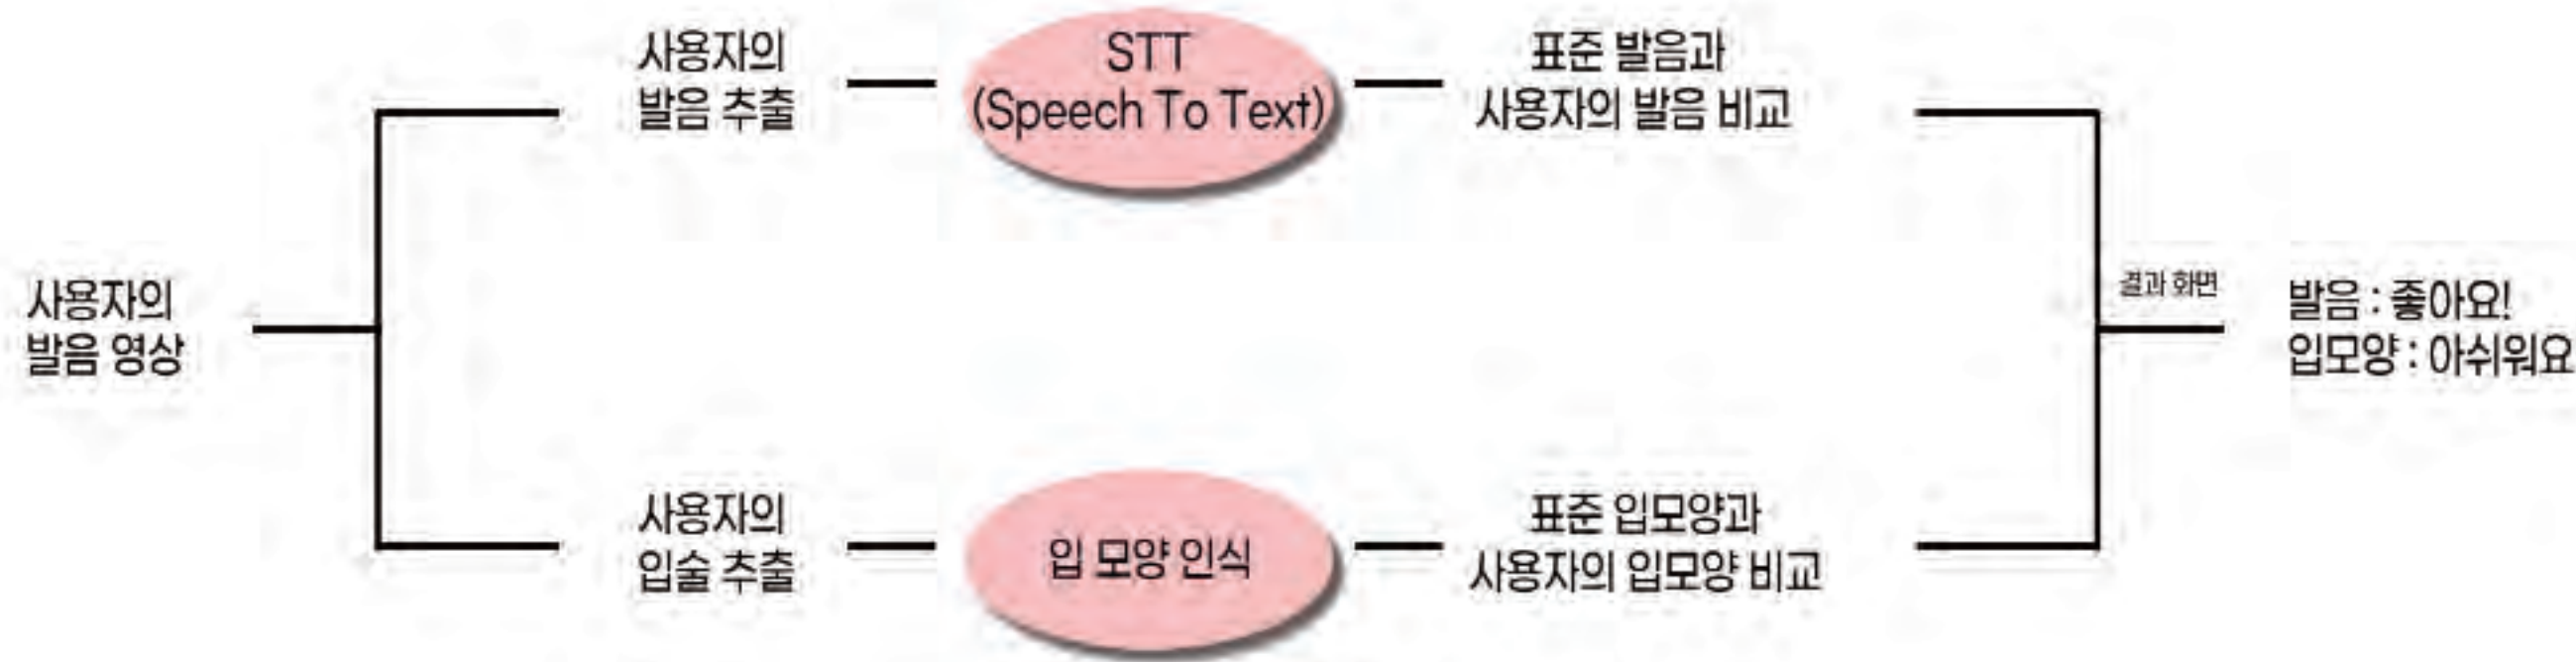 사용자의
발음 영상
사용자의
발음 추출
STT
(Speech To Text)
표준 발음과
사용자의 발음 비교
사용자의
입술 추출
입 모양 인식
표준 입모양과
사용자의 입모양 비교
결과 화면
발음 : 좋아요!
입모양 : 아쉬워요